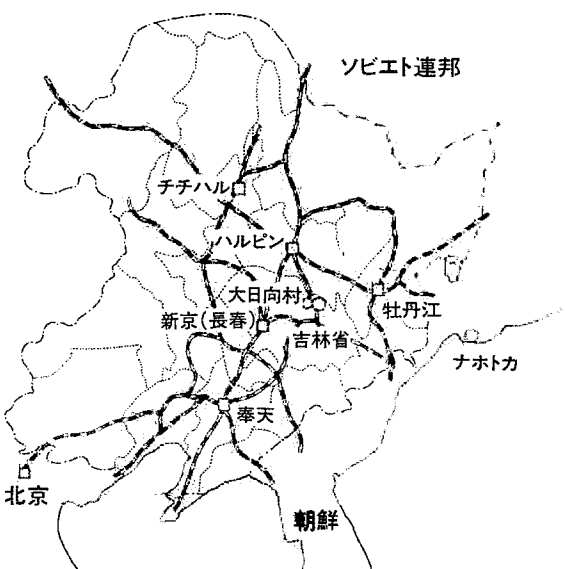 ソビエト連邦
チチハル
ハルピン
大日向村
牡丹江
新京(長春)
吉林省
ナホトカ
奉天
北京
朝鮮